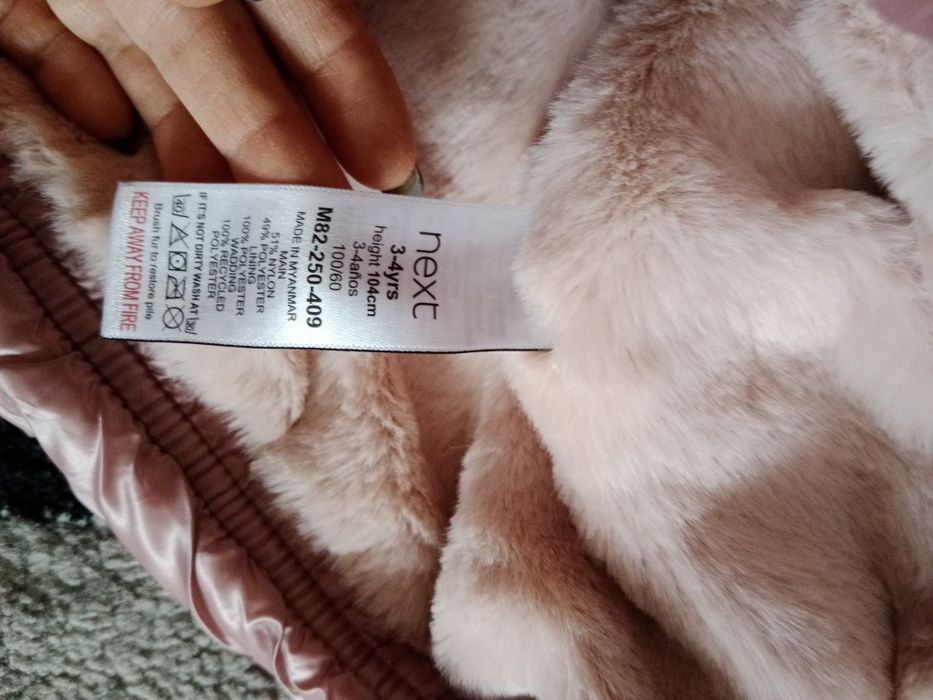 next
3-4yrs
height 104cm
3-4años
100/60
M82-250-409
MADE IN MYANMAR
MAIN
51% NYLON
49% POLYESTER
LINING
100% POLYESTER
WADDING
100% RECYCLED
POLYESTER
IF IT'S NOT DIRTY WASH AT 30
40
Brush fur to restore pile
KEEP AWAY FROM FIRE